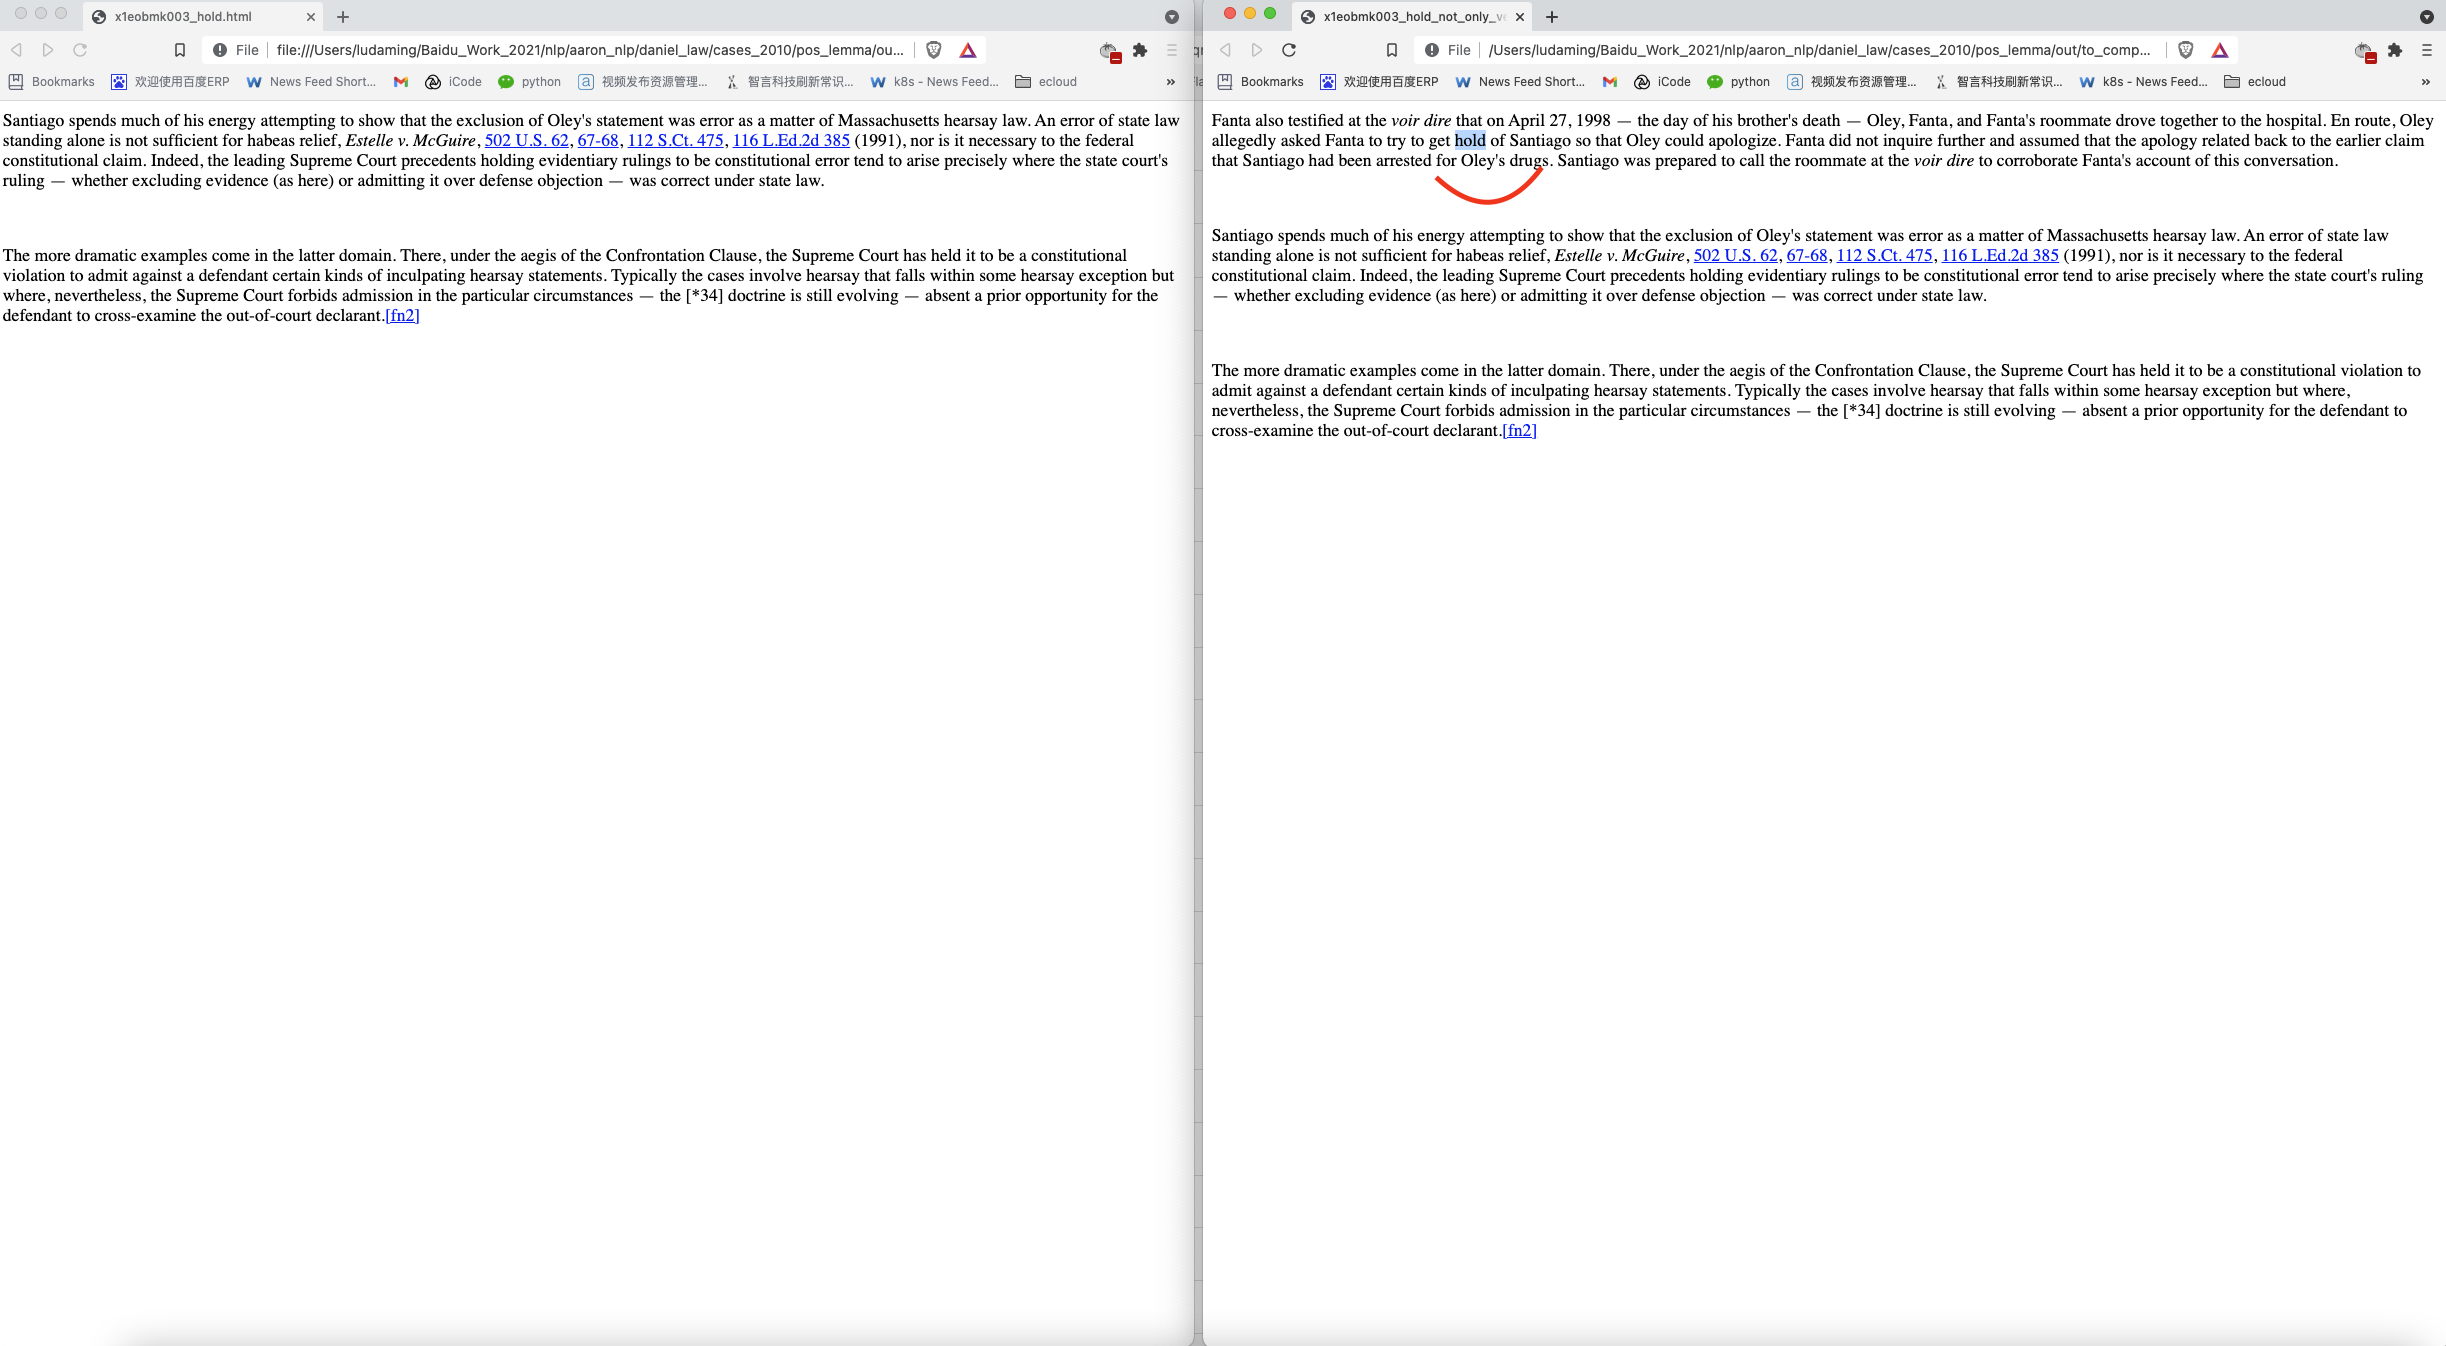 x1eobmk003_hold.html
File
file:///Users/ludaming/Baidu_Work_2021/nlp/aaron_nlp/daniel_law/cases_2010/pos_lemma/ou...
Bookmarks 欢迎使用百度ERP News Feed Short... iCode python 视频发布资源管理... 智言科技刷新常识... k8s - News Feed... ecloud »
Santiago spends much of his energy attempting to show that the exclusion of Oley's statement was error as a matter of Massachusetts hearsay law. An error of state law
standing alone is not sufficient for habeas relief, Estelle v. McGuire, 502 U.S. 62, 67-68, 112 S.Ct. 475, 116 L.Ed.2d 385 (1991), nor is it necessary to the federal
constitutional claim. Indeed, the leading Supreme Court precedents holding evidentiary rulings to be constitutional error tend to arise precisely where the state court's
ruling — whether excluding evidence (as here) or admitting it over defense objection — was correct under state law.
The more dramatic examples come in the latter domain. There, under the aegis of the Confrontation Clause, the Supreme Court has held it to be a constitutional
violation to admit against a defendant certain kinds of inculpating hearsay statements. Typically the cases involve hearsay that falls within some hearsay exception but
where, nevertheless, the Supreme Court forbids admission in the particular circumstances — the [*34] doctrine is still evolving — absent a prior opportunity for the
defendant to cross-examine the out-of-court declarant.[fn2]
x1eobmk003_hold_not_only_v
File
/Users/ludaming/Baidu_Work_2021/nlp/aaron_nlp/daniel_law/cases_2010/pos_lemma/out/to_comp...
Bookmarks 欢迎使用百度ERP News Feed Short... iCode python 视频发布资源管理... 智言科技刷新常识... k8s - News Feed... ecloud »
Fanta also testified at the voir dire that on April 27, 1998 — the day of his brother's death — Oley, Fanta, and Fanta's roommate drove together to the hospital. En route, Oley
allegedly asked Fanta to try to get hold of Santiago so that Oley could apologize. Fanta did not inquire further and assumed that the apology related back to the earlier claim
that Santiago had been arrested for Oley's drugs. Santiago was prepared to call the roommate at the voir dire to corroborate Fanta's account of this conversation.
Santiago spends much of his energy attempting to show that the exclusion of Oley's statement was error as a matter of Massachusetts hearsay law. An error of state law
standing alone is not sufficient for habeas relief, Estelle v. McGuire, 502 U.S. 62, 67-68, 112 S.Ct. 475, 116 L.Ed.2d 385 (1991), nor is it necessary to the federal
constitutional claim. Indeed, the leading Supreme Court precedents holding evidentiary rulings to be constitutional error tend to arise precisely where the state court's ruling
— whether excluding evidence (as here) or admitting it over defense objection — was correct under state law.
The more dramatic examples come in the latter domain. There, under the aegis of the Confrontation Clause, the Supreme Court has held it to be a constitutional violation to
admit against a defendant certain kinds of inculpating hearsay statements. Typically the cases involve hearsay that falls within some hearsay exception but where,
nevertheless, the Supreme Court forbids admission in the particular circumstances — the [*34] doctrine is still evolving — absent a prior opportunity for the defendant to
cross-examine the out-of-court declarant.[fn2]